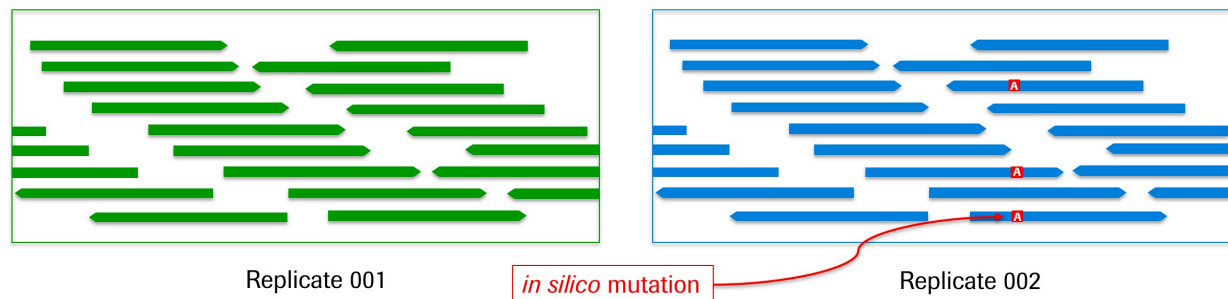 A
A
A
Replicate 001
in silico mutation
Replicate 002